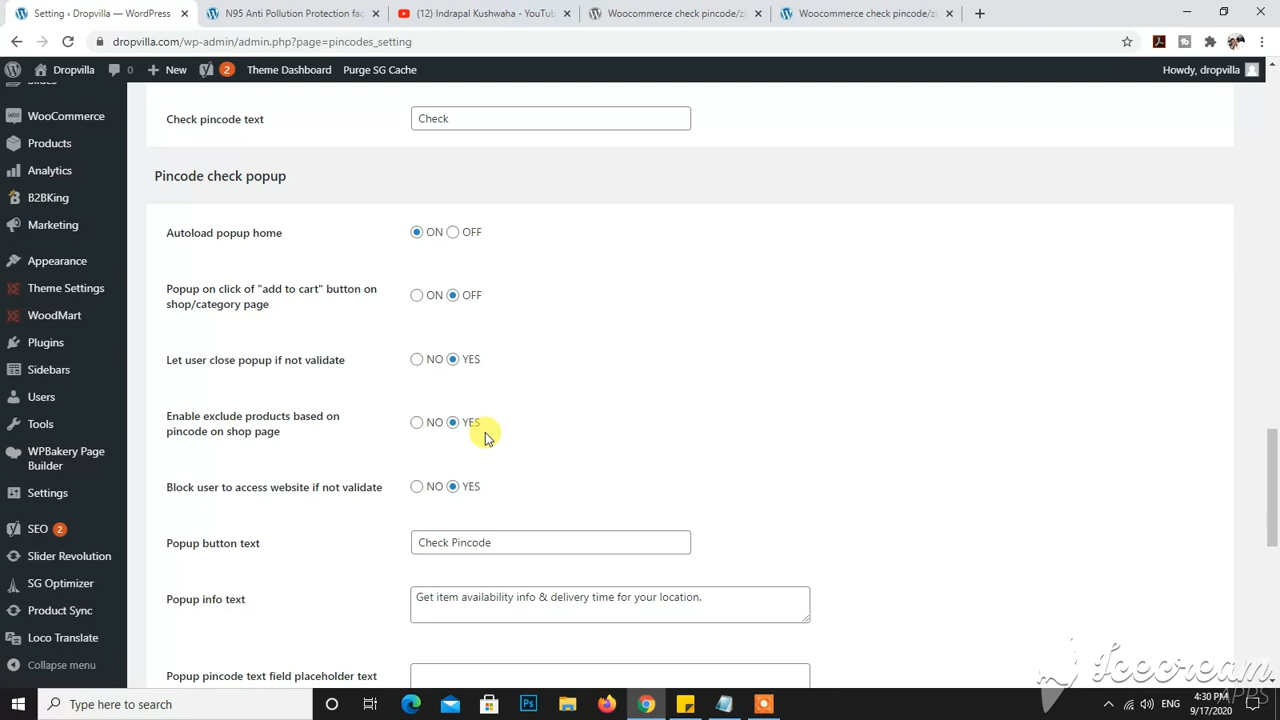 Setting ‹ Dropvilla — WordPress
N95 Anti Pollution Protection fac
(12) Indrapal Kushwaha - YouTub
Woocommerce check pincode/z
Woocommerce check pincode/z
dropvilla.com/wp-admin/admin.php?page=pincodes_setting
Dropvilla 0 New 2 Theme Dashboard Purge SG Cache Howdy, dropvilla
Slides
WooCommerce
Products
Analytics
B2BKing
Marketing
Appearance
Theme Settings
WoodMart
Plugins
Sidebars
Users
Tools
WPBakery Page
Builder
Settings
SEO 2
Slider Revolution
SG Optimizer
Product Sync
Loco Translate
Collapse menu
Check pincode text Check
Pincode check popup
Autoload popup home ON OFF
Popup on click of "add to cart" button on
shop/category page ON OFF
Let user close popup if not validate NO YES
Enable exclude products based on
pincode on shop page NO YES
Block user to access website if not validate NO YES
Popup button text Check Pincode
Popup info text Get item availability info & delivery time for your location.
Popup pincode text field placeholder text
Icecream
APPS
Type here to search
ENG
4:30 PM
9/17/2020